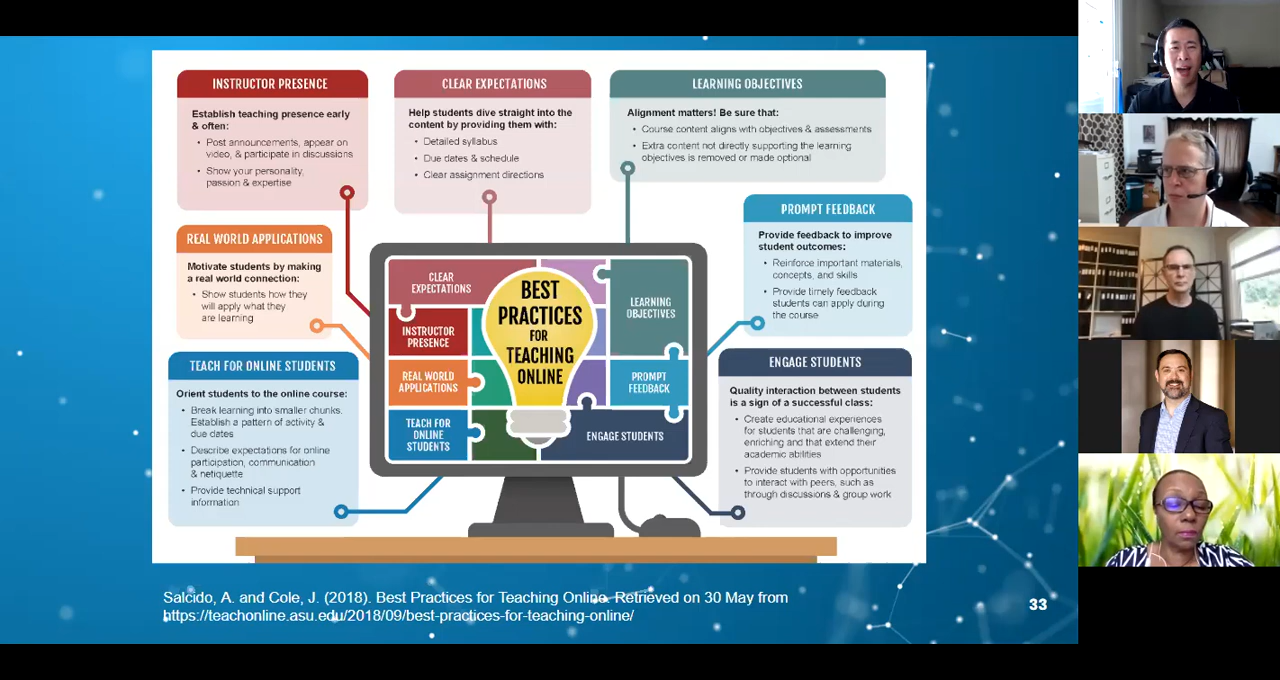 INSTRUCTOR PRESENCE
Establish teaching presence early
& often:
• Post announcements, appear on
video, & participate in discussions
• Show your personality,
passion & expertise
CLEAR EXPECTATIONS
Help students dive straight into the
content by providing them with:
• Detailed syllabus
• Due dates & schedule
• Clear assignment directions
LEARNING OBJECTIVES
Alignment matters! Be sure that:
• Course content aligns with objectives & assessments
• Extra content not directly supporting the learning
objectives is removed or made optional
REAL WORLD APPLICATIONS
Motivate students by making
a real world connection:
• Show students how they
will apply what they
are learning
PROMPT FEEDBACK
Provide feedback to improve
student outcomes:
• Reinforce important materials,
concepts, and skills
• Provide timely feedback
students can apply during
the course
TEACH FOR ONLINE STUDENTS
Orient students to the online course:
• Break learning into smaller chunks.
Establish a pattern of activity &
due dates
• Describe expectations for online
participation, communication
& netiquette
• Provide technical support
information
ENGAGE STUDENTS
Quality interaction between students
is a sign of a successful class:
• Create educational experiences
for students that are challenging,
enriching and that extend their
academic abilities
• Provide students with opportunities
to interact with peers, such as
through discussions & group work
CLEAR
EXPECTATIONS
INSTRUCTOR
PRESENCE
REAL WORLD
APPLICATIONS
TEACH FOR
ONLINE
STUDENTS
BEST
PRACTICES
FOR
TEACHING
ONLINE
LEARNING
OBJECTIVES
PROMPT
FEEDBACK
ENGAGE STUDENTS
Salcido, A. and Cole, J. (2018). Best Practices for Teaching Online. Retrieved on 30 May from
https://teachonline.asu.edu/2018/09/best-practices-for-teaching-online/
33